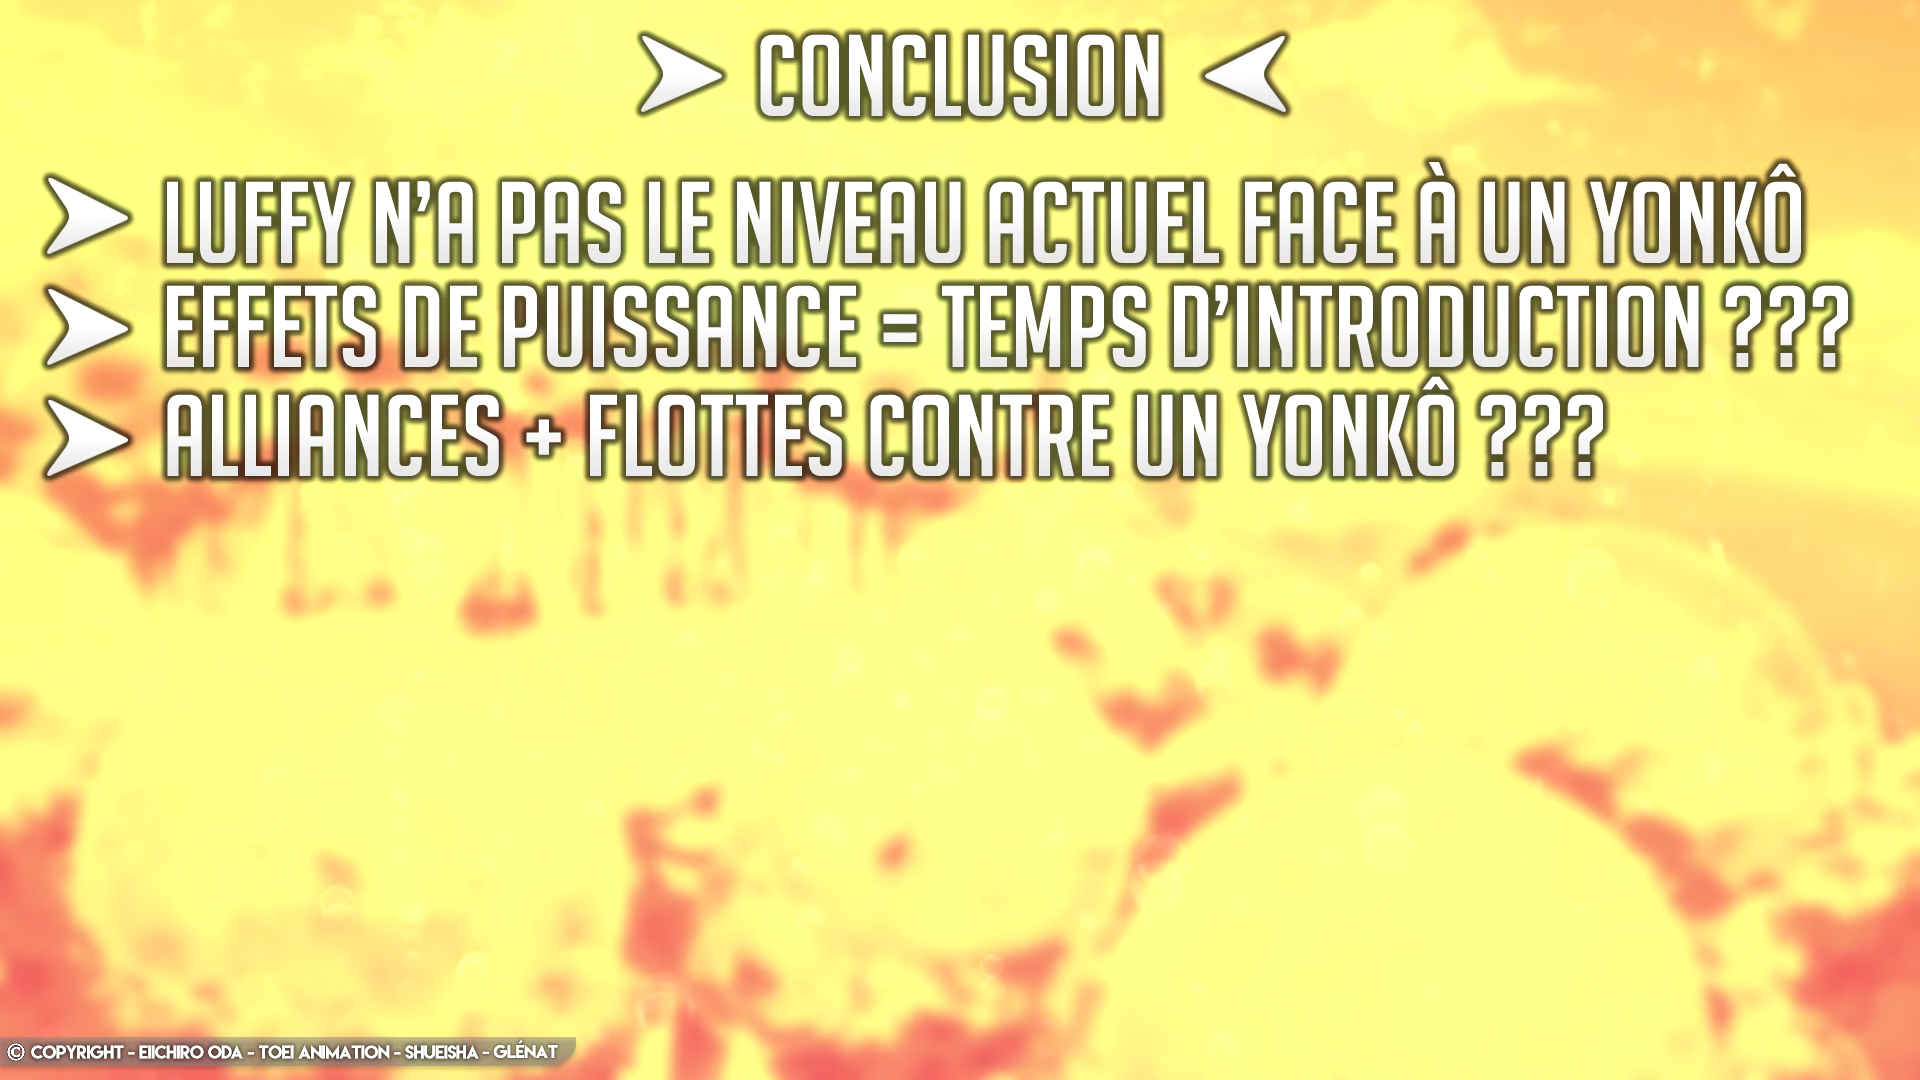 CONCLUSION
LUFFY N’A PAS LE NIVEAU ACTUEL FACE À UN YONKÔ
EFFETS DE PUISSANCE = TEMPS D’INTRODUCTION ???
ALLIANCES + FLOTTES CONTRE UN YONKÔ ???
© COPYRIGHT - EIICHIRO ODA - TOEI ANIMATION - SHUEISHA - GLÉNAT